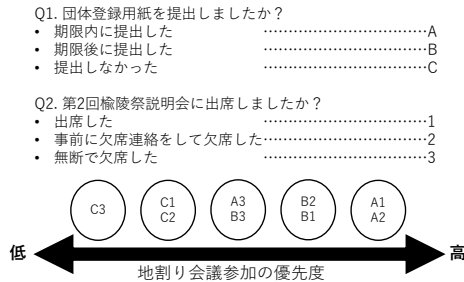 Q1. 団体登録用紙を提出しましたか？
• 期限内に提出した ……………………………A
• 期限後に提出した ……………………………B
• 提出しなかった ……………………………C
Q2. 第2回楡陵祭説明会に出席しましたか？
• 出席した ……………………………1
• 事前に欠席連絡をして欠席した……………………………2
• 無断で欠席した ……………………………3
C3
C1
C2
A3
B3
B2
B1
A1
A2
低 高
地割り会議参加の優先度